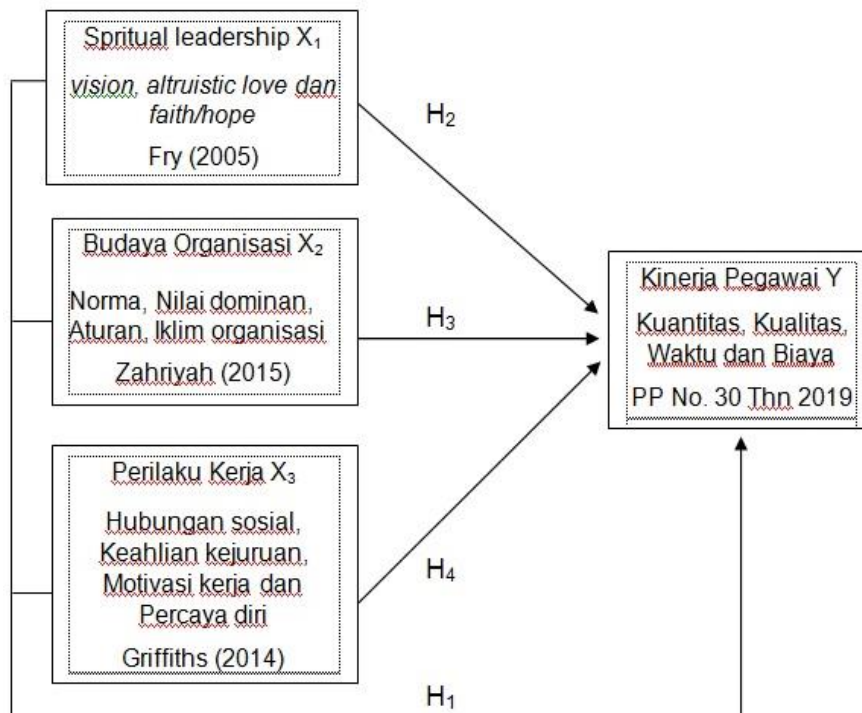 Spritual leadership X₁
vision, altruistic love dan
faith/hope
Fry (2005)
H₂
Budaya Organisasi X₂
Norma, Nilai dominan,
Aturan, Iklim organisasi
Zahriyah (2015)
H₃
Kinerja Pegawai Y
Kuantitas, Kualitas,
Waktu dan Biaya
PP No. 30 Thn 2019
Perilaku Kerja X₃
Hubungan sosial,
Keahlian kejuruan,
Motivasi kerja dan
Percaya diri
Griffiths (2014)
H₄
H₁